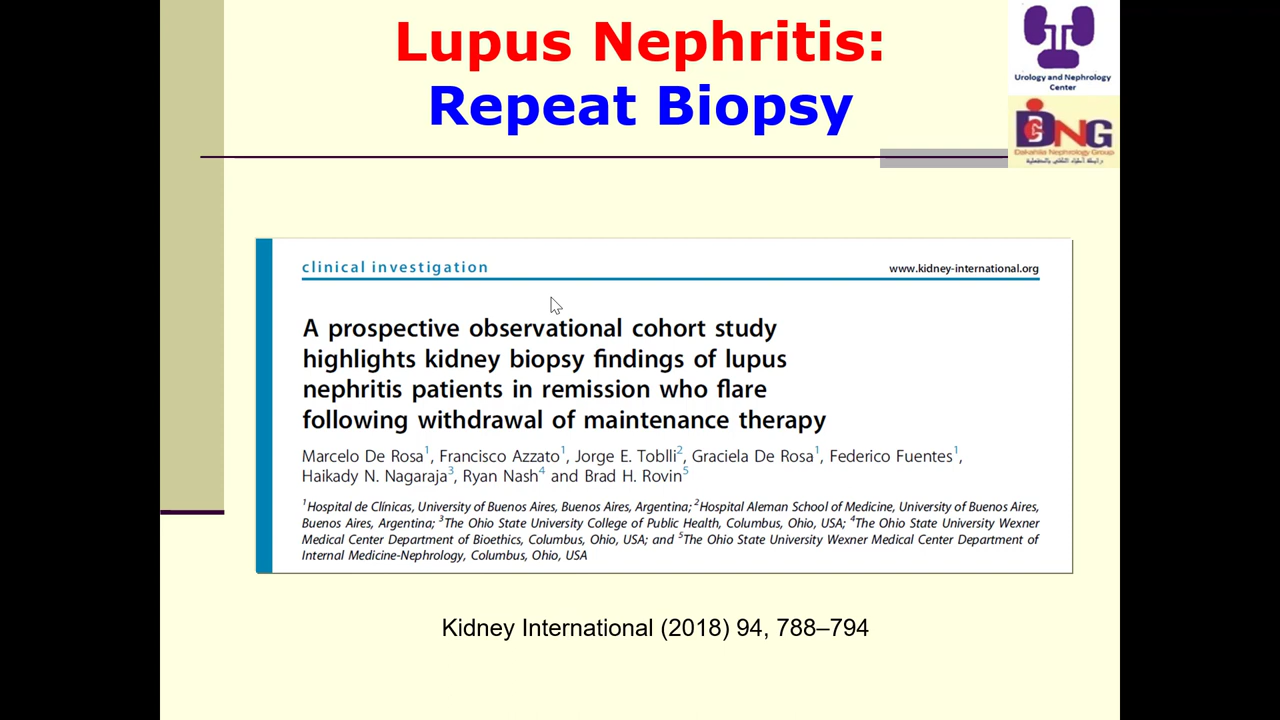 Lupus Nephritis:
Repeat Biopsy
Urology and Nephrology
Center
DNG
Dakahlia Nephrology Group
clinical investigation
www.kidney-international.org
A prospective observational cohort study
highlights kidney biopsy findings of lupus
nephritis patients in remission who flare
following withdrawal of maintenance therapy
Marcelo De Rosa1, Francisco Azzato1, Jorge E. Toblli2, Graciela De Rosa1, Federico Fuentes1,
Haikady N. Nagaraja3, Ryan Nash4 and Brad H. Rovin5
1Hospital de Clínicas, University of Buenos Aires, Buenos Aires, Argentina; 2Hospital Aleman School of Medicine, University of Buenos Aires,
Buenos Aires, Argentina; 3The Ohio State University College of Public Health, Columbus, Ohio, USA; 4The Ohio State University Wexner
Medical Center Department of Bioethics, Columbus, Ohio, USA; and 5The Ohio State University Wexner Medical Center Department of
Internal Medicine-Nephrology, Columbus, Ohio, USA
Kidney International (2018) 94, 788–794